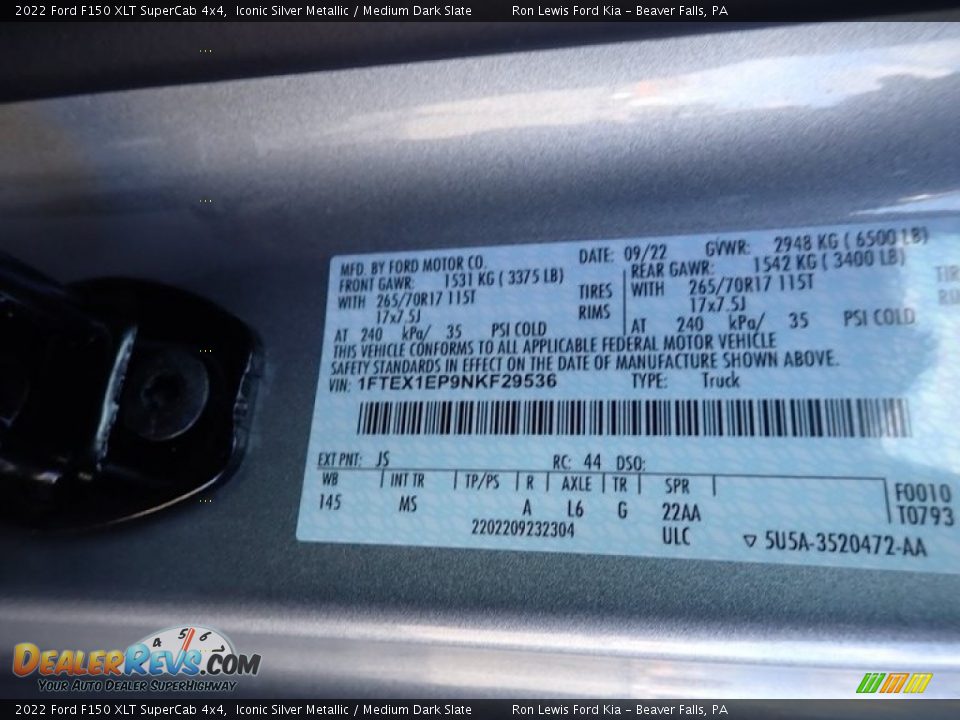 2022 Ford F150 XLT SuperCab 4x4, Iconic Silver Metallic / Medium Dark Slate Ron Lewis Ford Kia - Beaver Falls, PA
MFD. BY FORD MOTOR CO. DATE: 09/22 GVWR: 2948 KG ( 6500 LB)
FRONT GAWR: 1531 KG ( 3375 LB) REAR GAWR: 1542 KG ( 3400 LB)
WITH 265/70R17 115T TIRES WITH 265/70R17 115T
17x7.5J RIMS 17x7.5J
AT 240 kPa/ 35 PSI COLD AT 240 kPa/ 35 PSI COLD
THIS VEHICLE CONFORMS TO ALL APPLICABLE FEDERAL MOTOR VEHICLE
SAFETY STANDARDS IN EFFECT ON THE DATE OF MANUFACTURE SHOWN ABOVE.
VIN: 1FTEX1EP9NKF29536 TYPE: Truck
EXT PNT: JS RC: 44 DSO:
WB INT TR TP/PS R AXLE TR SPR F0010
145 MS A L6 G 22AA T0793
2202209232304 ULC ▽ 5U5A-3520472-AA
4 5 6
DEALERREVS.COM
YOUR AUTO DEALER SUPERHIGHWAY
2022 Ford F150 XLT SuperCab 4x4, Iconic Silver Metallic / Medium Dark Slate Ron Lewis Ford Kia - Beaver Falls, PA